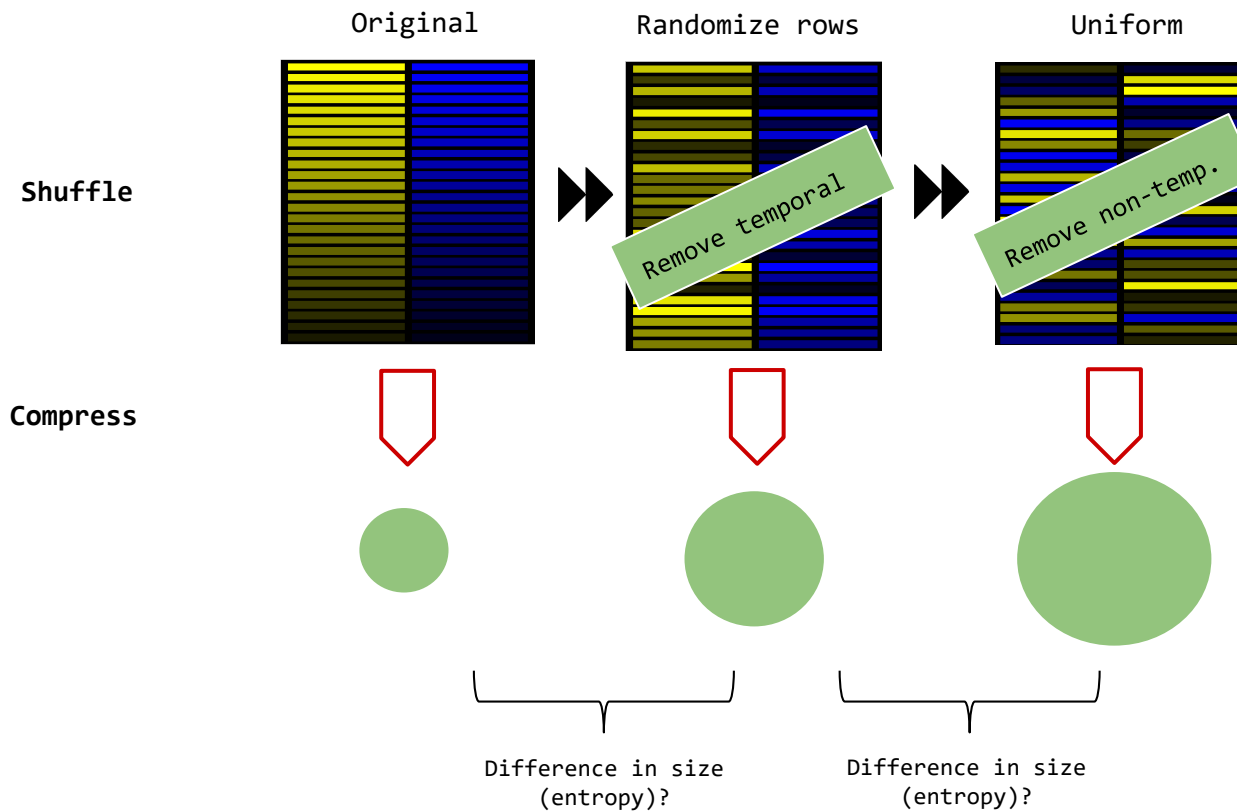 Original
Randomize rows
Uniform
Shuffle
Remove temporal
Remove non-temp.
Compress
Difference in size
(entropy)?
Difference in size
(entropy)?